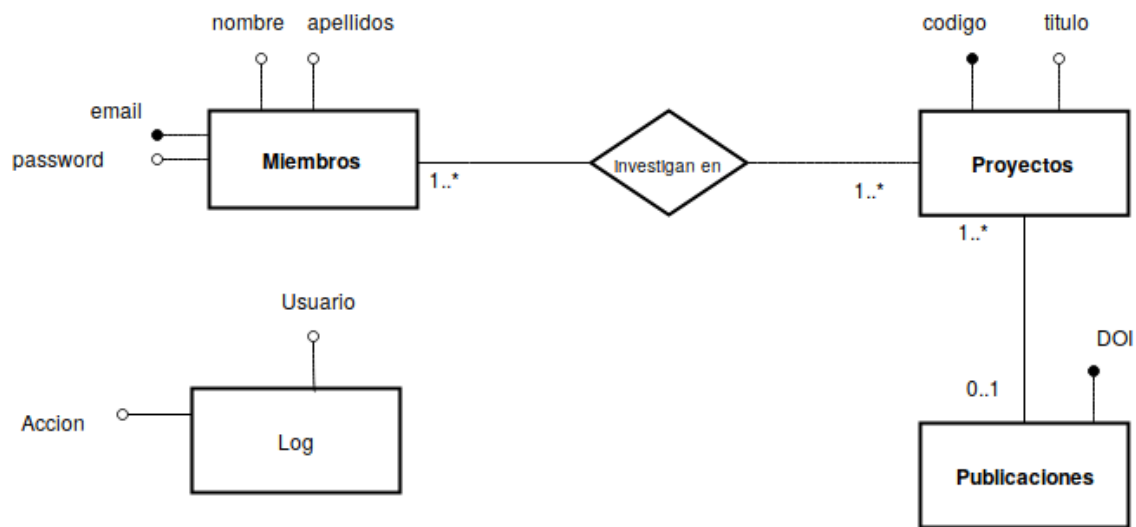 nombre apellidos
codigo titulo
email
password
Miembros
Investigan en
Proyectos
1..*
1..*
1..*
Usuario
DOI
0..1
Accion
Log
Publicaciones